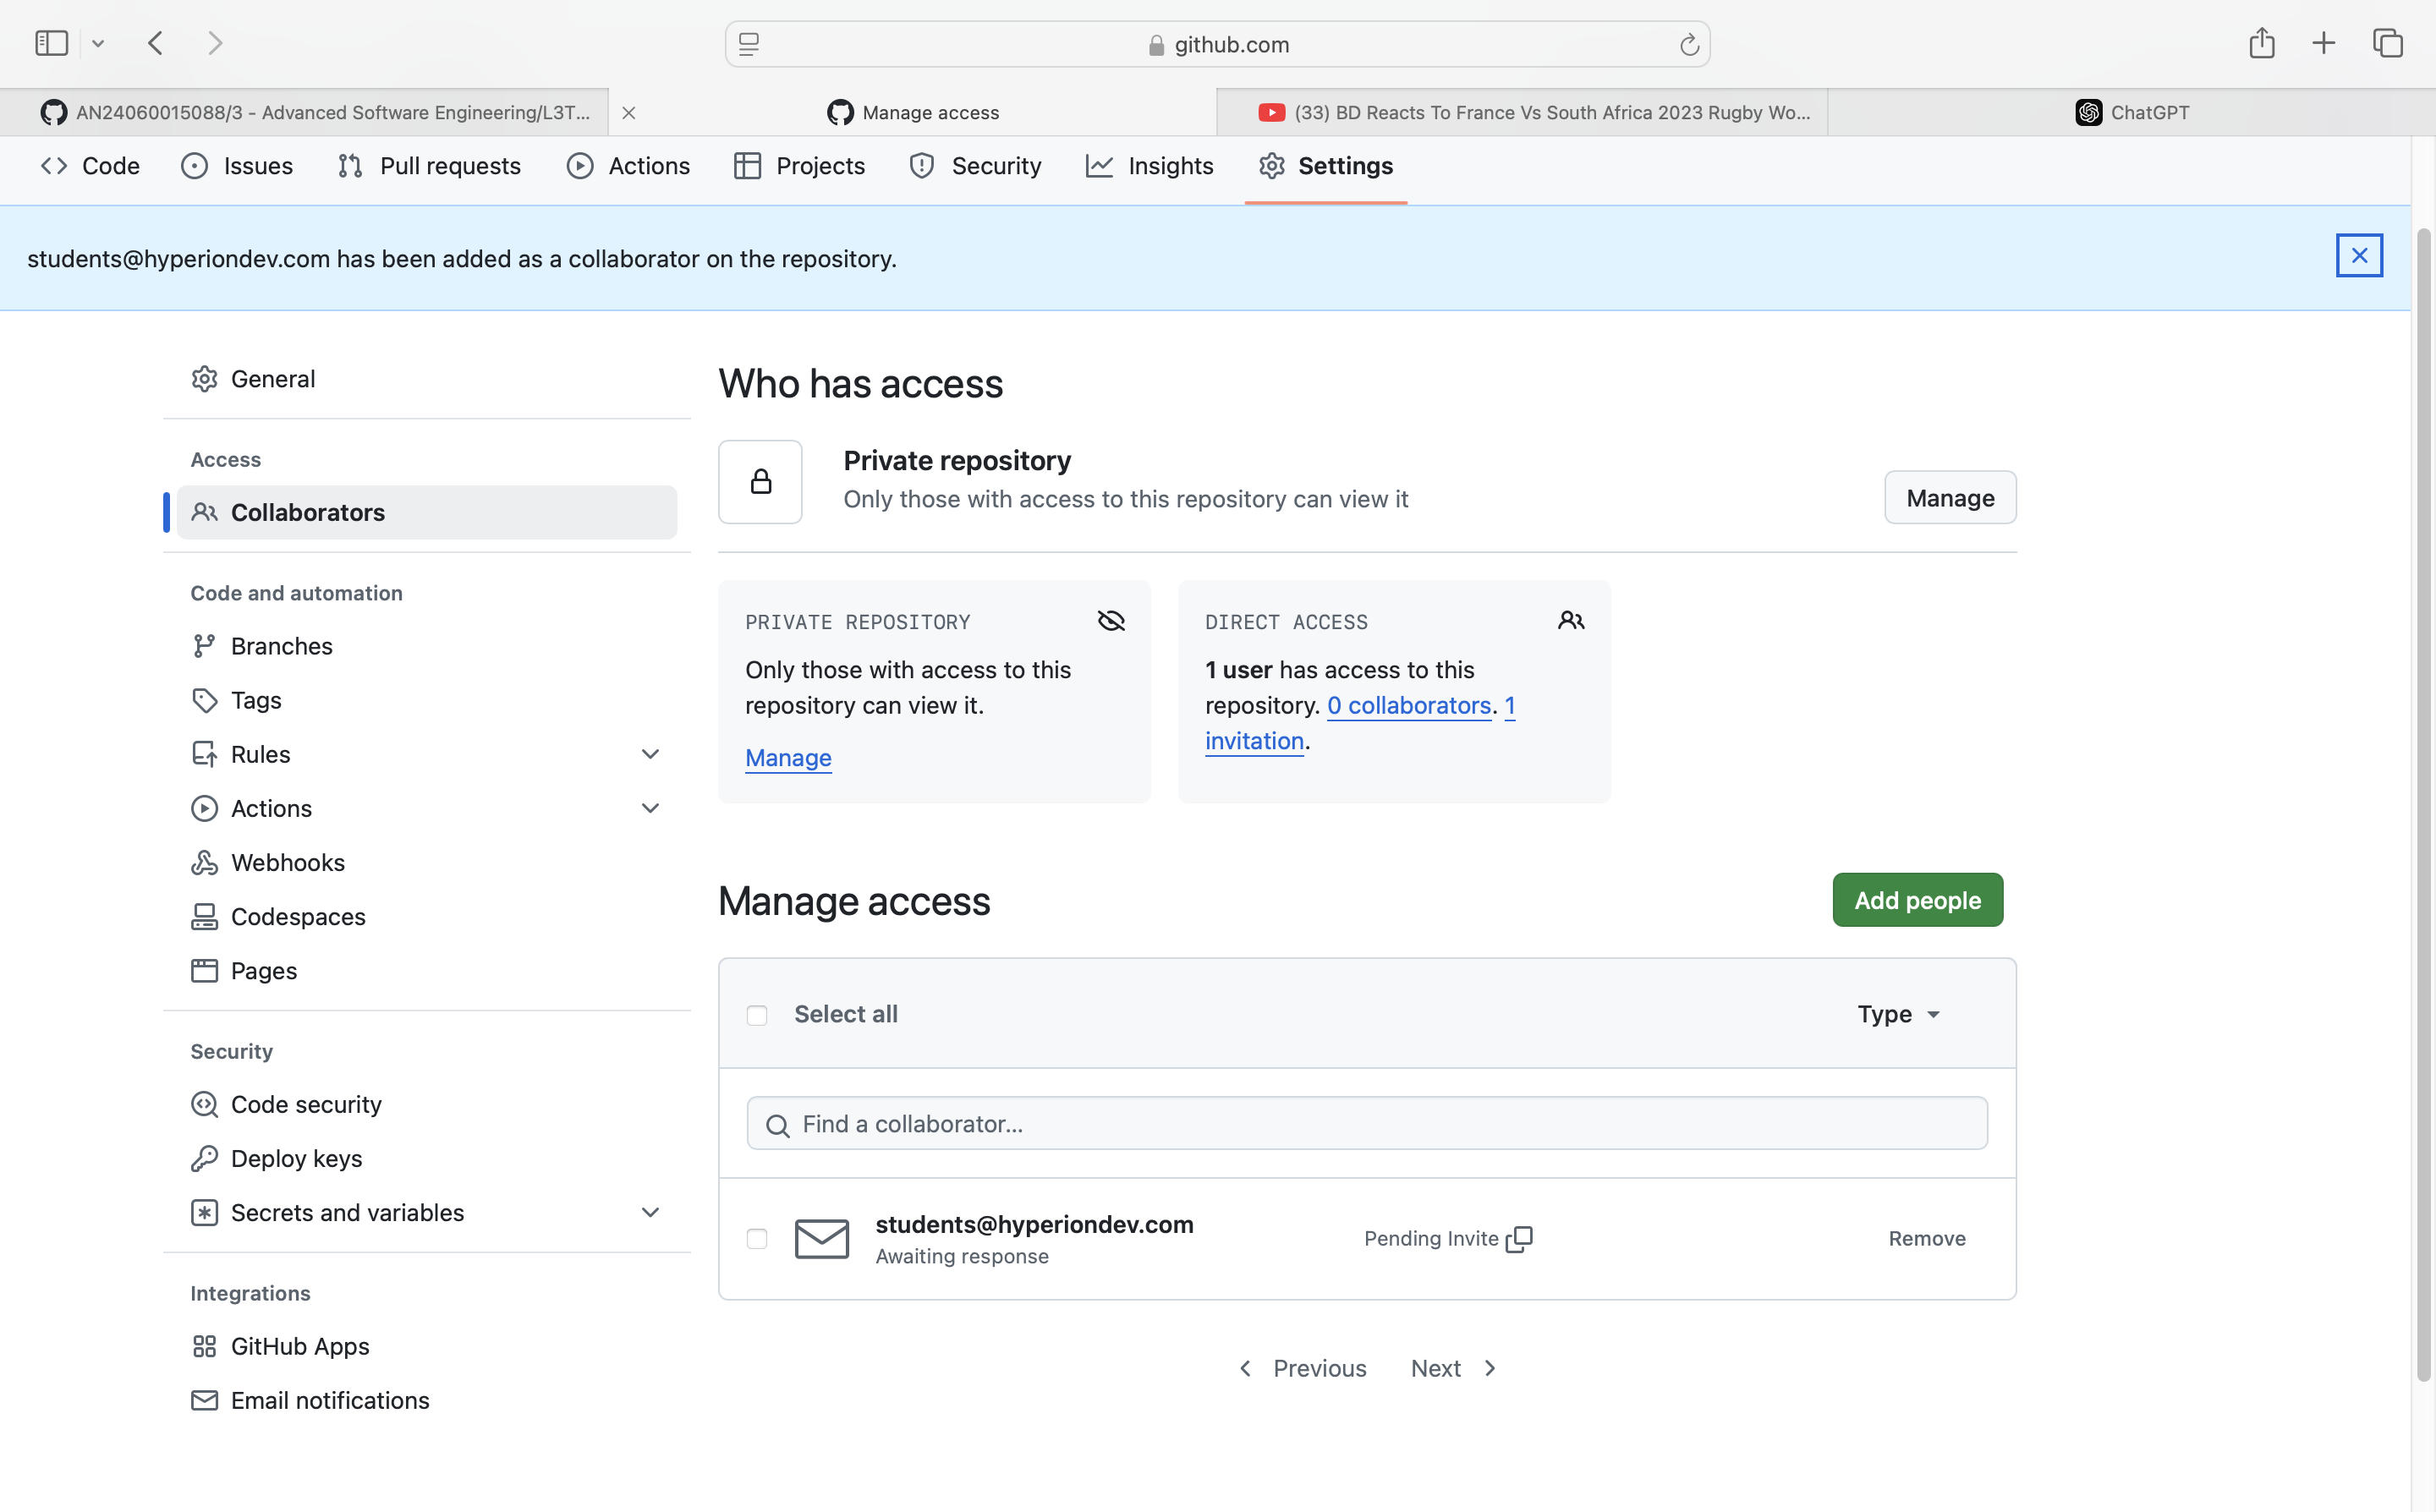 github.com
AN24060015088/3 - Advanced Software Engineering/L3T...
Manage access
(33) BD Reacts To France Vs South Africa 2023 Rugby Wo...
ChatGPT
Code
Issues
Pull requests
Actions
Projects
Security
Insights
Settings
students@hyperiondev.com has been added as a collaborator on the repository.
General
Access
Collaborators
Code and automation
Branches
Tags
Rules
Actions
Webhooks
Codespaces
Pages
Security
Code security
Deploy keys
Secrets and variables
Integrations
GitHub Apps
Email notifications
Who has access
Private repository
Only those with access to this repository can view it
Manage
PRIVATE REPOSITORY
Only those with access to this
repository can view it.
Manage
DIRECT ACCESS
1 user has access to this
repository. 0 collaborators. 1
invitation.
Manage access
Add people
Select all
Type
Find a collaborator...
students@hyperiondev.com
Awaiting response
Pending Invite
Remove
Previous
Next